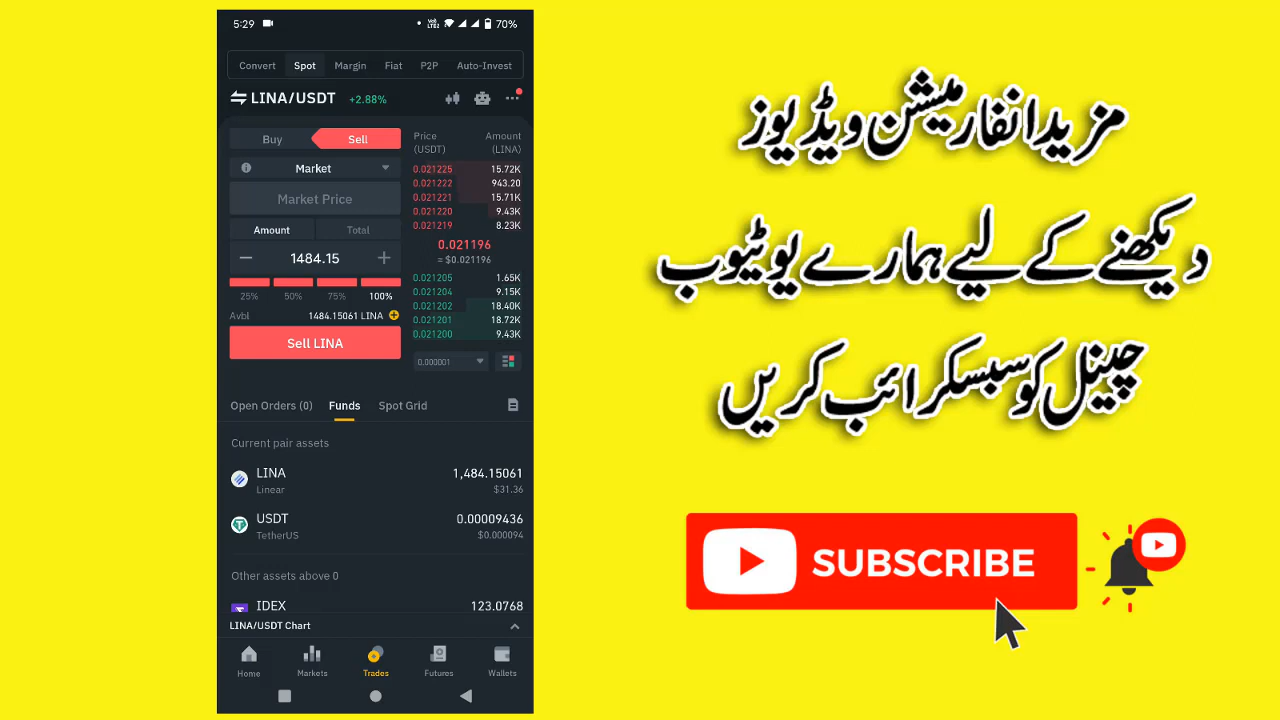 5:29
Vo)
LTE2
70%
Convert Spot Margin Fiat P2P Auto-Invest
LINA/USDT +2.88%
Buy Sell
Market
Market Price
Amount Total
1484.15
25% 50% 75% 100%
Avbl 1484.15061 LINA
Sell LINA
Price Amount
(USDT) (LINA)
0.021225 15.72K
0.021222 943.20
0.021221 15.71K
0.021220 9.43K
0.021219 8.23K
0.021196
≈ $0.021196
0.021205 1.65K
0.021204 9.15K
0.021202 18.40K
0.021201 18.72K
0.021200 9.43K
0.000001
Open Orders (0) Funds Spot Grid
Current pair assets
LINA 1,484.15061
Linear $31.36
USDT 0.00009436
TetherUS $0.000094
Other assets above 0
IDEX 123.0768
LINA/USDT Chart
Home Markets Trades Futures Wallets
مزید انفارمیشن ویڈیوز
دیکھنے کے لیے ہمارے یوٹیوب
چینل کو سبسکرائب کریں
SUBSCRIBE